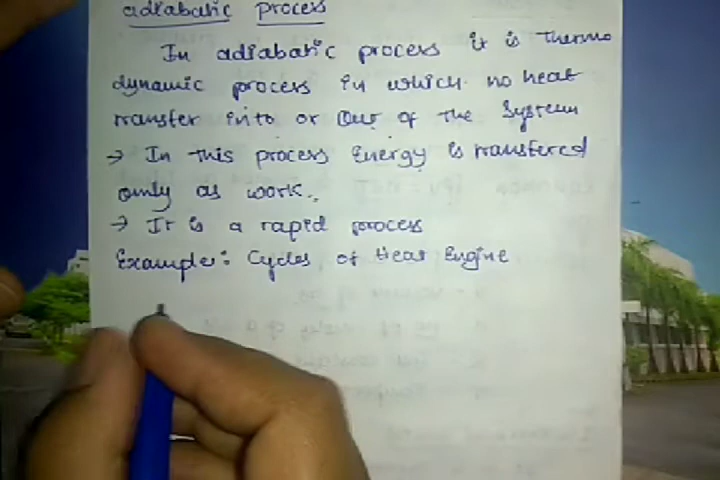 adiabatic process
In adiabatic process it is thermo
dynamic process in which no heat
transfer into or out of the system
→ In this process Energy is transferred
only as work.
→ It is a rapid process
Example: Cycles of Heat Engine